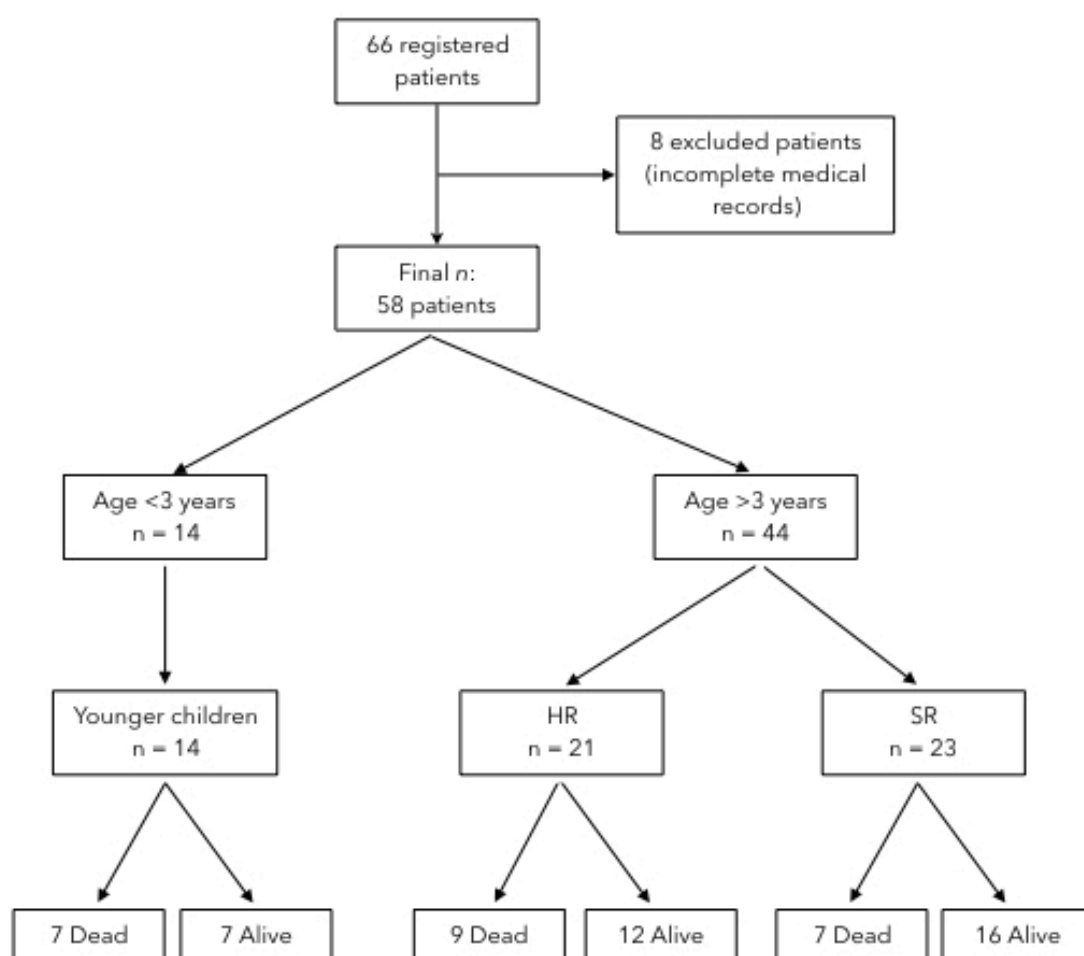 66 registered
patients
8 excluded patients
(incomplete medical
records)
Final n:
58 patients
Age <3 years
n = 14
Age >3 years
n = 44
Younger children
n = 14
HR
n = 21
SR
n = 23
7 Dead
7 Alive
9 Dead
12 Alive
7 Dead
16 Alive